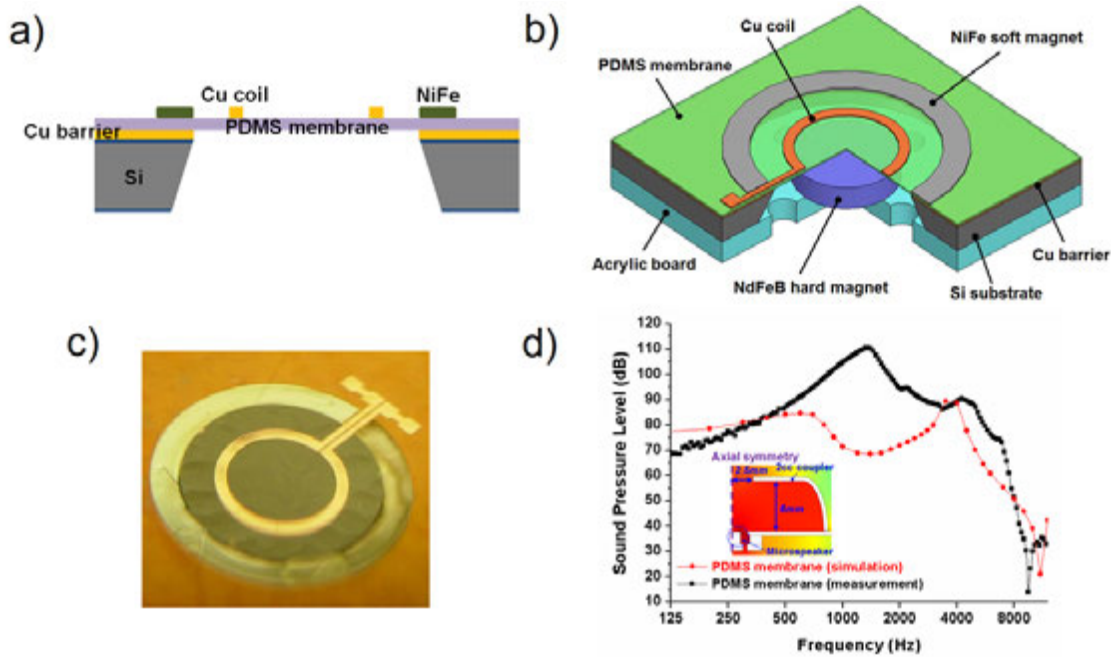 a)
Cu coil
NiFe
Cu barrier
PDMS membrane
Si
b)
Cu coil
NiFe soft magnet
PDMS membrane
Acrylic board
NdFeB hard magnet
Cu barrier
Si substrate
c)
d)
Sound Pressure Level (dB)
120
110
100
90
80
70
60
50
40
30
20
10
Axial symmetry
2cc coupler
Microspeaker
PDMS membrane (simulation)
PDMS membrane (measurement)
125
250
500
1000
2000
4000
8000
Frequency (Hz)